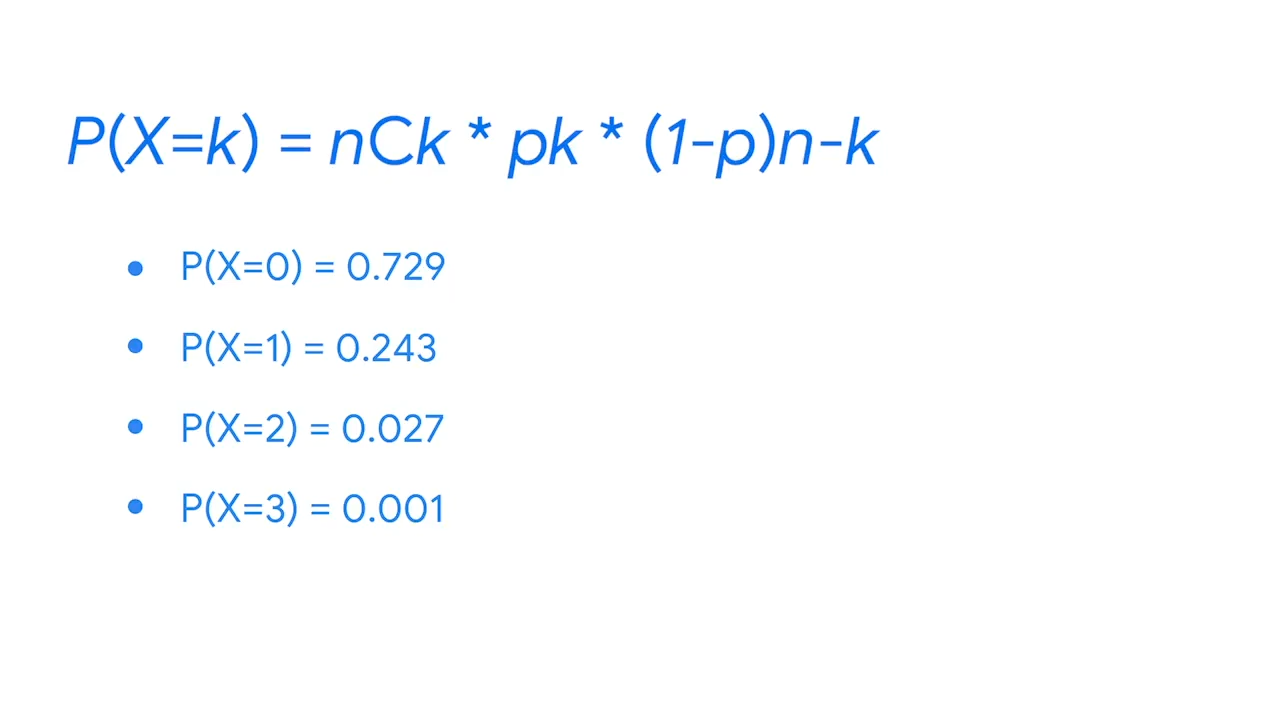 P(X=k) = nCk * pk * (1-p)n-k
• P(X=0) = 0.729
• P(X=1) = 0.243
• P(X=2) = 0.027
• P(X=3) = 0.001